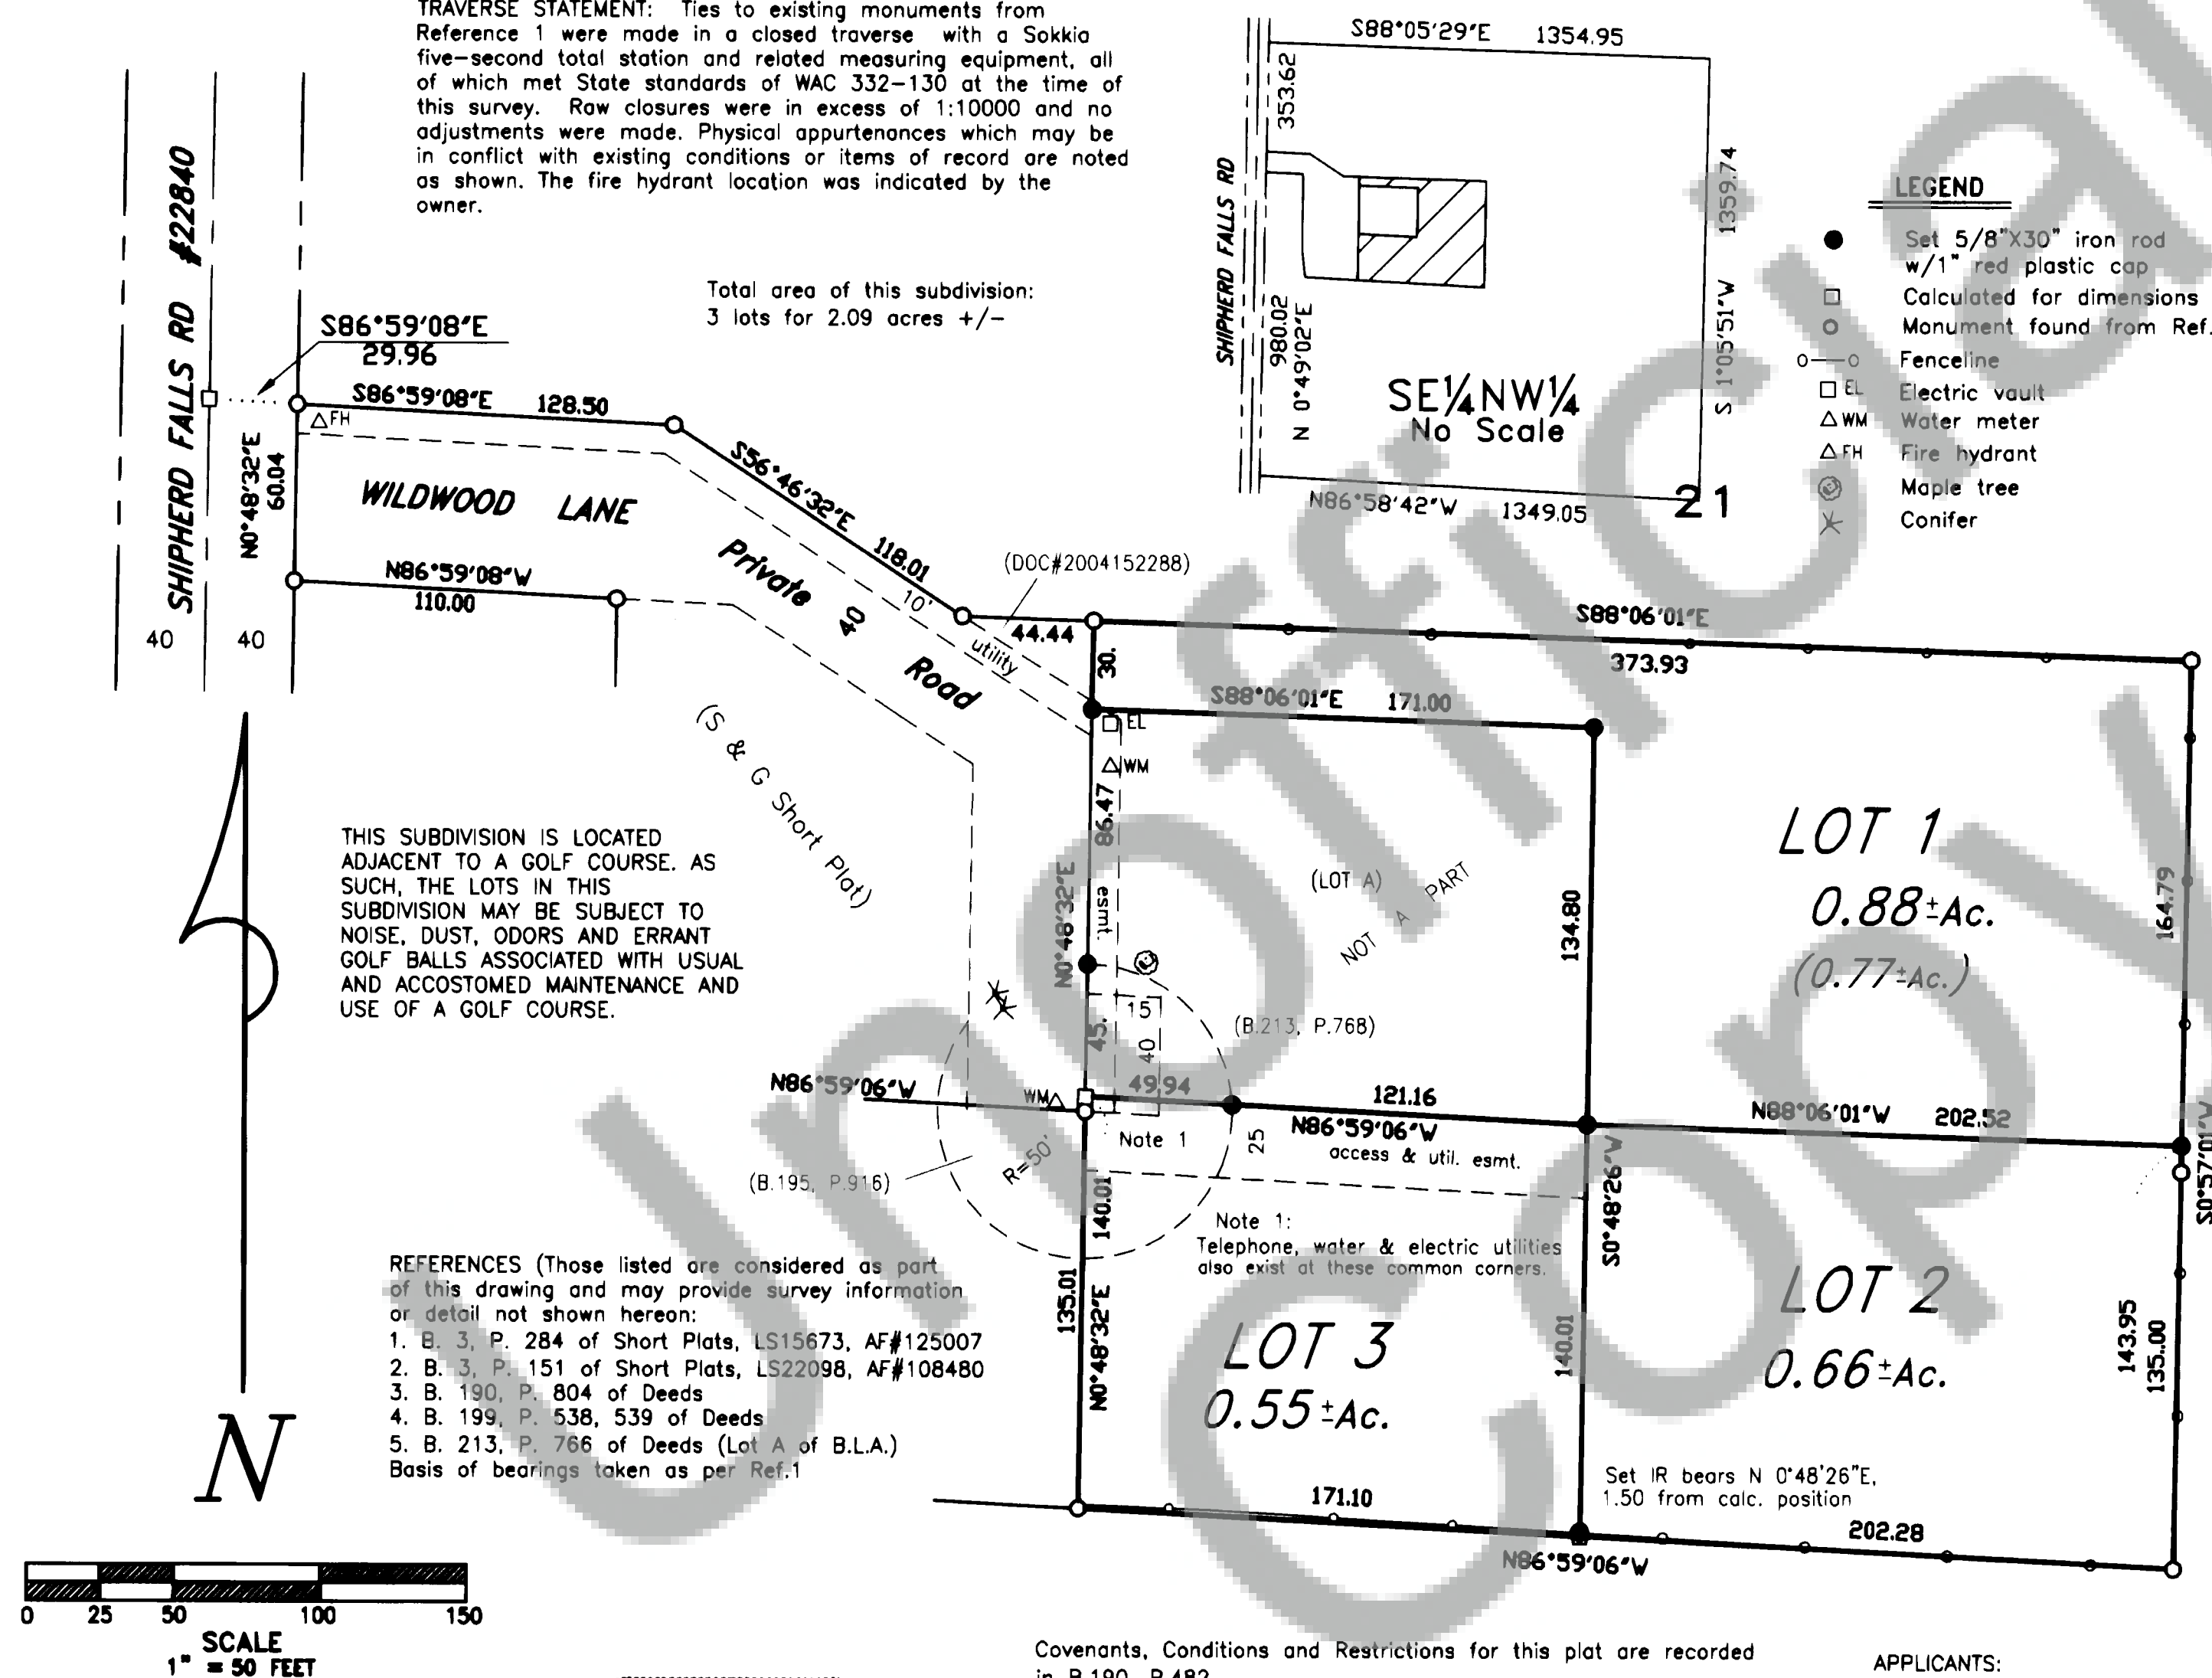 TRAVERSE STATEMENT: Ties to existing monuments from
Reference 1 were made in a closed traverse with a Sokkia
five-second total station and related measuring equipment, all
of which met State standards of WAC 332-130 at the time of
this survey. Raw closures were in excess of 1:10000 and no
adjustments were made. Physical appurtenances which may be
in conflict with existing conditions or items of record are noted
as shown. The fire hydrant location was indicated by the
owner.
Total area of this subdivision:
3 lots for 2.09 acres +/-
S88°05'29"E 1354.95
353.62
SHIPHERD FALLS RD
980.02
N 0°49'02"E
1359.74
S 1°05'51"W
SE¼NW¼
No Scale
N86°58'42"W 1349.05
21
LEGEND
Set 5/8"X30" iron rod
w/1" red plastic cap
Calculated for dimensions
Monument found from Ref.
Fenceline
EL Electric vault
WM Water meter
FH Fire hydrant
Maple tree
Conifer
SHIPHERD FALLS RD #22840
40 40
S86°59'08"E
29.96
S86°59'08"E 128.50
FH
N0°48'32"E
60.04
WILDWOOD LANE
N86°59'08"W
110.00
S56°46'32"E
118.01
Private 40 Road
10'
utility
(DOC#2004152288)
44.44
30.
S88°06'01"E
373.93
S88°06'01"E 171.00
EL
WM
86.47
N0°48'32"E
esmt.
(S & G Short Plat)
(LOT A)
NOT A PART
134.80
LOT 1
0.88±Ac.
(0.77±Ac.)
164.79
THIS SUBDIVISION IS LOCATED
ADJACENT TO A GOLF COURSE. AS
SUCH, THE LOTS IN THIS
SUBDIVISION MAY BE SUBJECT TO
NOISE, DUST, ODORS AND ERRANT
GOLF BALLS ASSOCIATED WITH USUAL
AND ACCOSTOMED MAINTENANCE AND
USE OF A GOLF COURSE.
45.
15
40
(B.213, P.768)
N86°59'06"W
WM
49.94
121.16
N86°59'06"W
access & util. esmt.
25
Note 1
R=50'
(B.195, P.916)
N88°06'01"W 202.52
S0°57'01"W
S0°48'26"W
140.01
135.01
N0°48'32"E
Note 1:
Telephone, water & electric utilities
also exist at these common corners.
LOT 3
0.55±Ac.
140.01
LOT 2
0.66±Ac.
143.95
135.00
REFERENCES (Those listed are considered as part
of this drawing and may provide survey information
or detail not shown hereon:
1. B. 3, P. 284 of Short Plats, LS15673, AF#125007
2. B. 3, P. 151 of Short Plats, LS22098, AF#108480
3. B. 190, P. 804 of Deeds
4. B. 199, P. 538, 539 of Deeds
5. B. 213, P. 766 of Deeds (Lot A of B.L.A.)
Basis of bearings taken as per Ref.1
N
Set IR bears N 0°48'26"E,
1.50 from calc. position
171.10
202.28
N86°59'06"W
0 25 50 100 150
SCALE
1" = 50 FEET
Covenants, Conditions and Restrictions for this plat are recorded
in B.190, P.482
APPLICANTS:
Unofficial
Copy